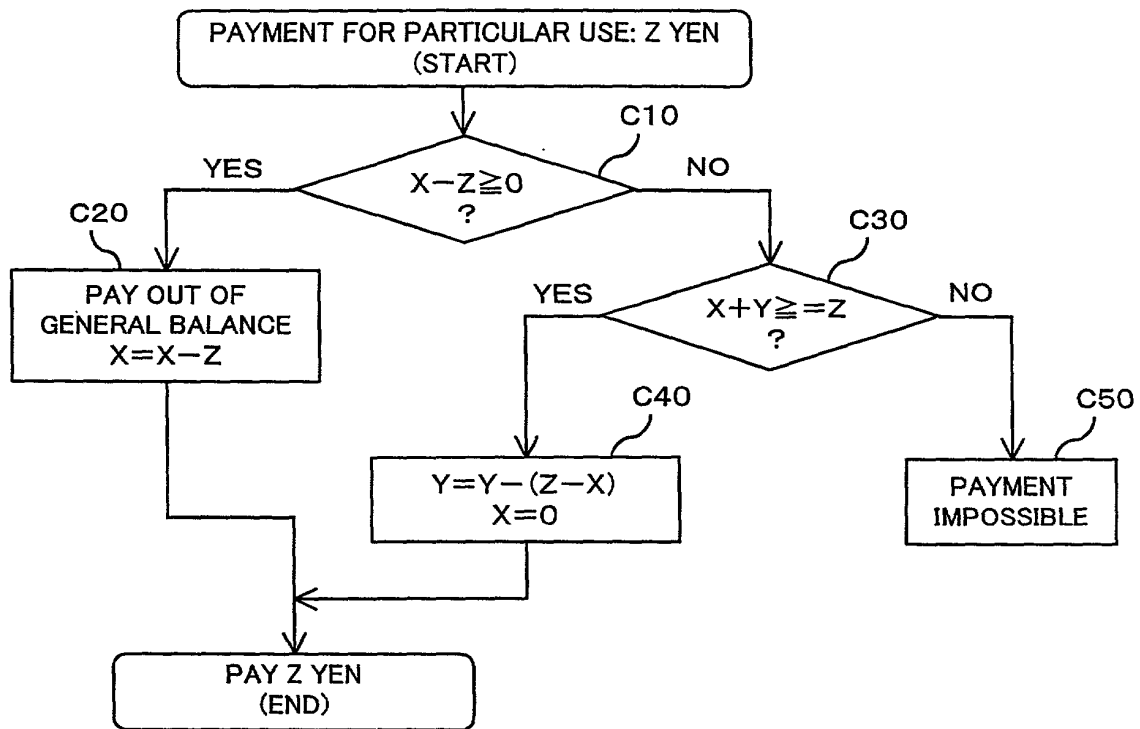 PAYMENT FOR PARTICULAR USE: Z YEN
(START)
C10
YES
NO
X−Z≧0
?
C20
C30
PAY OUT OF
GENERAL BALANCE
X=X−Z
YES
NO
X+Y≧=Z
?
C40
C50
Y=Y−(Z−X)
X=0
PAYMENT
IMPOSSIBLE
PAY Z YEN
(END)